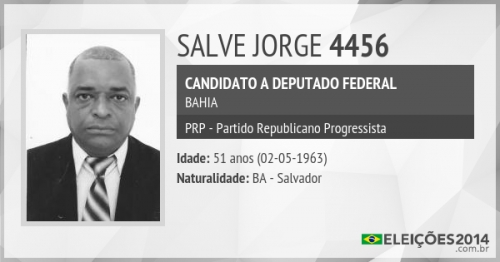 SALVE JORGE 4456
CANDIDATO A DEPUTADO FEDERAL
BAHIA
PRP - Partido Republicano Progressista
Idade: 51 anos (02-05-1963)
Naturalidade: BA - Salvador
ELEIÇÕES2014
.com.br